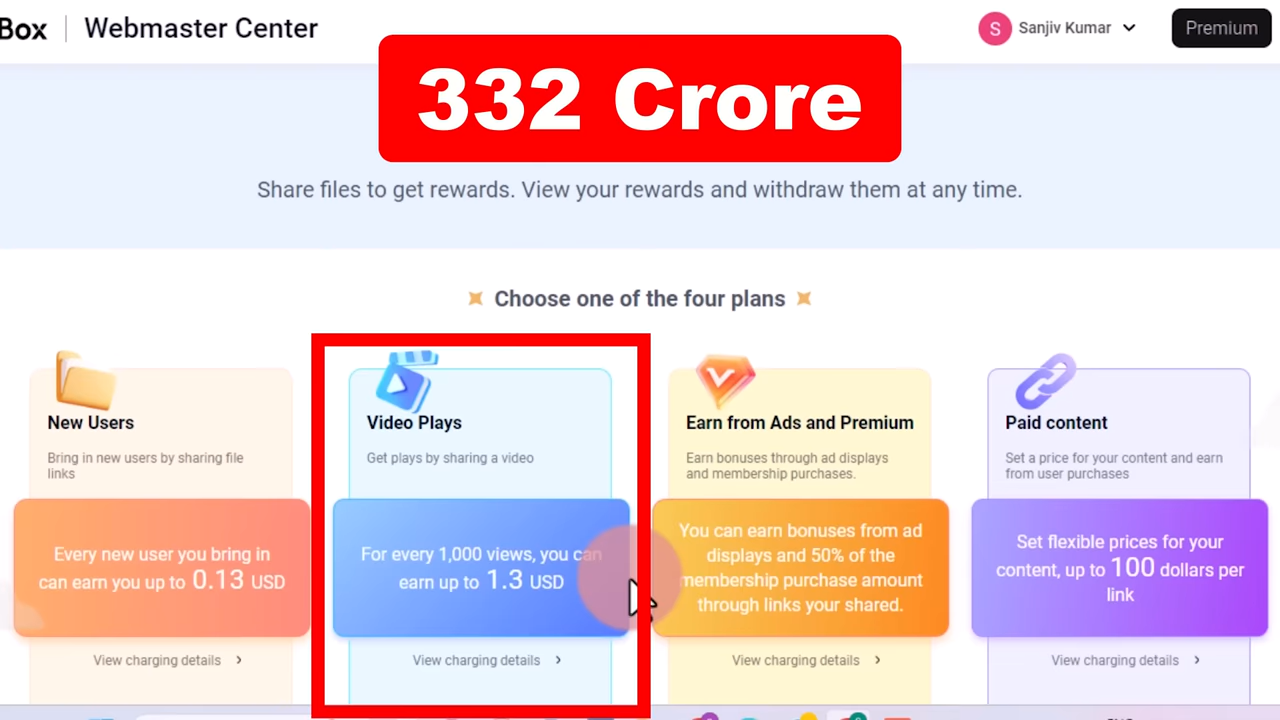 Box | Webmaster Center
S Sanjiv Kumar
Premium
332 Crore
Share files to get rewards. View your rewards and withdraw them at any time.
Choose one of the four plans
New Users
Bring in new users by sharing file
links
Every new user you bring in
can earn you up to 0.13 USD
View charging details
Video Plays
Get plays by sharing a video
For every 1,000 views, you can
earn up to 1.3 USD
View charging details
Earn from Ads and Premium
Earn bonuses through ad displays
and membership purchases.
You can earn bonuses from ad
displays and 50% of the
membership purchase amount
through links your shared.
View charging details
Paid content
Set a price for your content and earn
from user purchases
Set flexible prices for your
content, up to 100 dollars per
link
View charging details